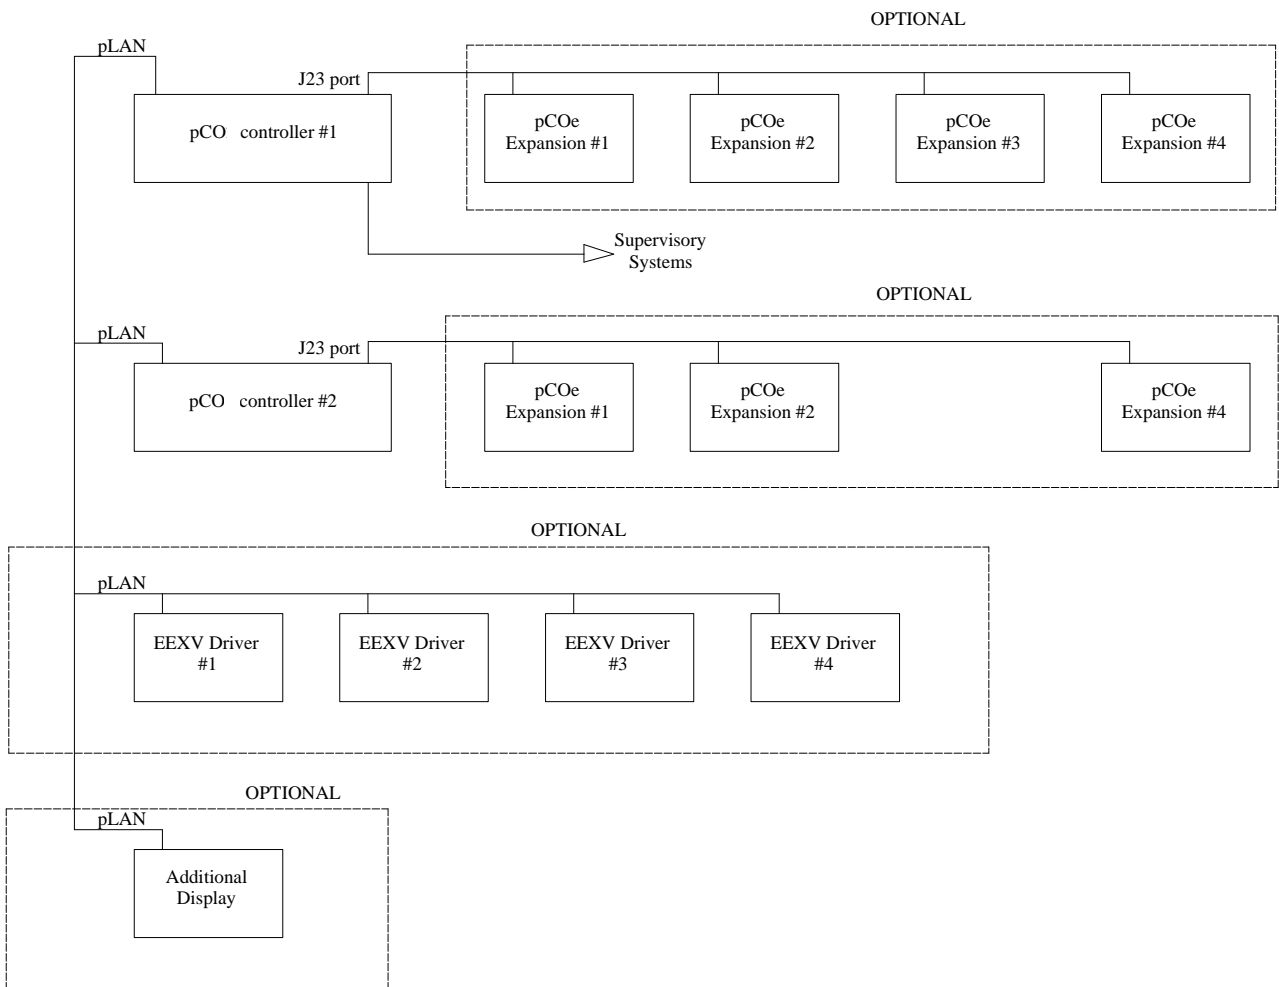 OPTIONAL
pLAN
J23 port
pCO controller #1
pCOe
Expansion #1
pCOe
Expansion #2
pCOe
Expansion #3
pCOe
Expansion #4
Supervisory
Systems
OPTIONAL
pLAN
J23 port
pCO controller #2
pCOe
Expansion #1
pCOe
Expansion #2
pCOe
Expansion #4
OPTIONAL
pLAN
EEXV Driver
#1
EEXV Driver
#2
EEXV Driver
#3
EEXV Driver
#4
OPTIONAL
pLAN
Additional
Display